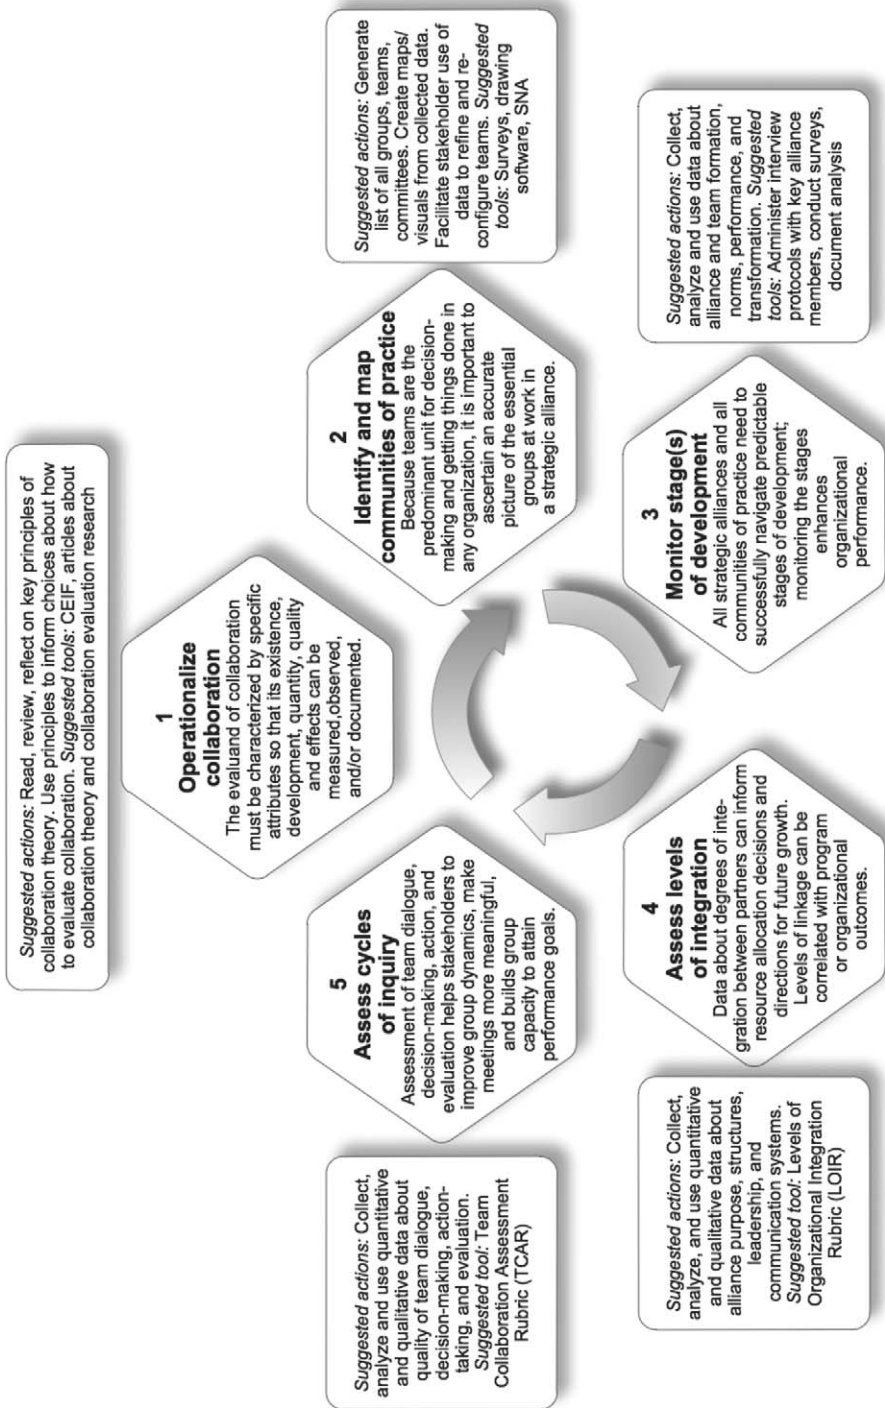 Suggested actions: Read, review, reflect on key principles of
collaboration theory. Use principles to inform choices about how
to evaluate collaboration. Suggested tools: CEIF, articles about
collaboration theory and collaboration evaluation research
1
Operationalize
collaboration
The evaluand of collaboration
must be characterized by specific
attributes so that its existence,
development, quantity, quality
and effects can be
measured,observed,
and/or documented.
2
Identify and map
communities of practice
Because teams are the
predominant unit for decision-
making and getting things done in
any organization, it is important to
ascertain an accurate
picture of the essential
groups at work in
a strategic alliance.
Suggested actions: Generate
list of all groups, teams,
committees. Create maps/
visuals from collected data.
Facilitate stakeholder use of
data to refine and re-
configure teams. Suggested
tools: Surveys, drawing
software, SNA
3
Monitor stage(s)
of development
All strategic alliances and all
communities of practice need to
successfully navigate predictable
stages of development;
monitoring the stages
enhances
organizational
performance.
Suggested actions: Collect,
analyze and use data about
alliance and team formation,
norms, performance, and
transformation. Suggested
tools: Administer interview
protocols with key alliance
members, conduct surveys,
document analysis
4
Assess levels
of integration
Data about degrees of inte-
gration between partners can inform
resource allocation decisions and
directions for future growth.
Levels of linkage can be
correlated with program
or organizational
outcomes.
Suggested actions: Collect,
analyze, and use quantitative
and qualitative data about
alliance purpose, structures,
leadership, and
communication systems.
Suggested tool: Levels of
Organizational Integration
Rubric (LOIR)
5
Assess cycles
of inquiry
Assessment of team dialogue,
decision-making, action, and
evaluation helps stakeholders to
improve group dynamics, make
meetings more meaningful,
and builds group
capacity to attain
performance goals.
Suggested actions: Collect,
analyze and use quantitative
and qualitative data about
quality of team dialogue,
decision-making, action-
taking, and evaluation.
Suggested tool: Team
Collaboration Assessment
Rubric (TCAR)